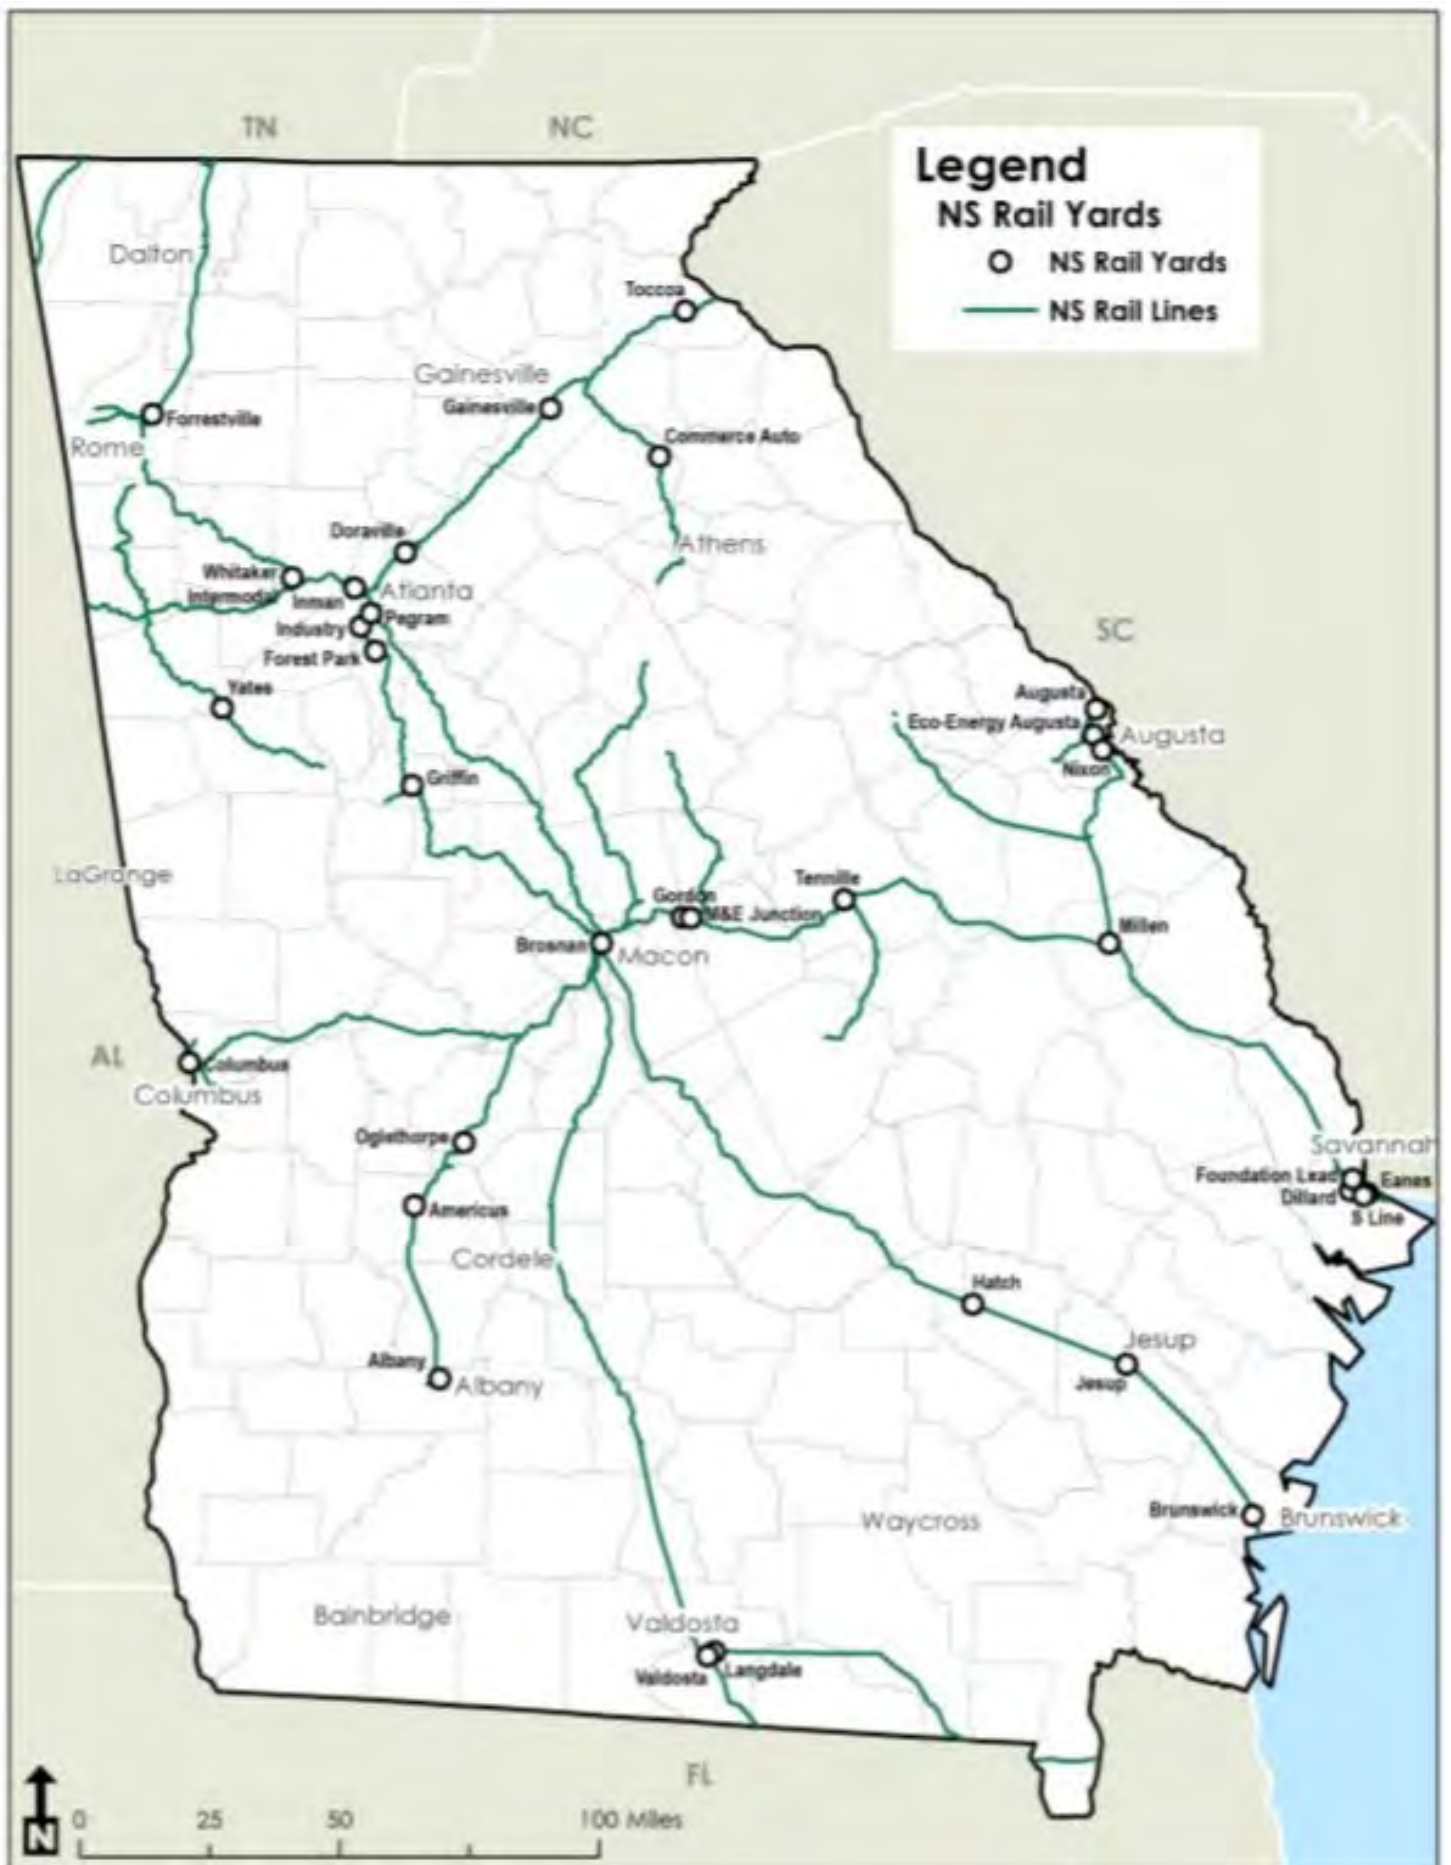 TN
NC
Legend
NS Rail Yards
NS Rail Yards
NS Rail Lines
Dalton
Toccoa
Gainesville
Gainesville
Forrestville
Rome
Commerce Auto
Doraville
Athens
Whitaker
Intermodal
Inman
Atlanta
Pegram
Industry
Forest Park
SC
Yates
Augusta
Eco-Energy Augusta
Augusta
Nixon
Griffin
LaGrange
Tennille
Gordon
M&E Junction
Millen
Brosnan
Macon
AL
Columbus
Columbus
Oglethorpe
Savannah
Foundation Lead
Eanes
Dillard
S Line
Americus
Cordele
Hatch
Jesup
Jesup
Albany
Albany
Brunswick
Brunswick
Waycross
Bainbridge
Valdosta
Valdosta
Langdale
FL
N
0 25 50 100 Miles